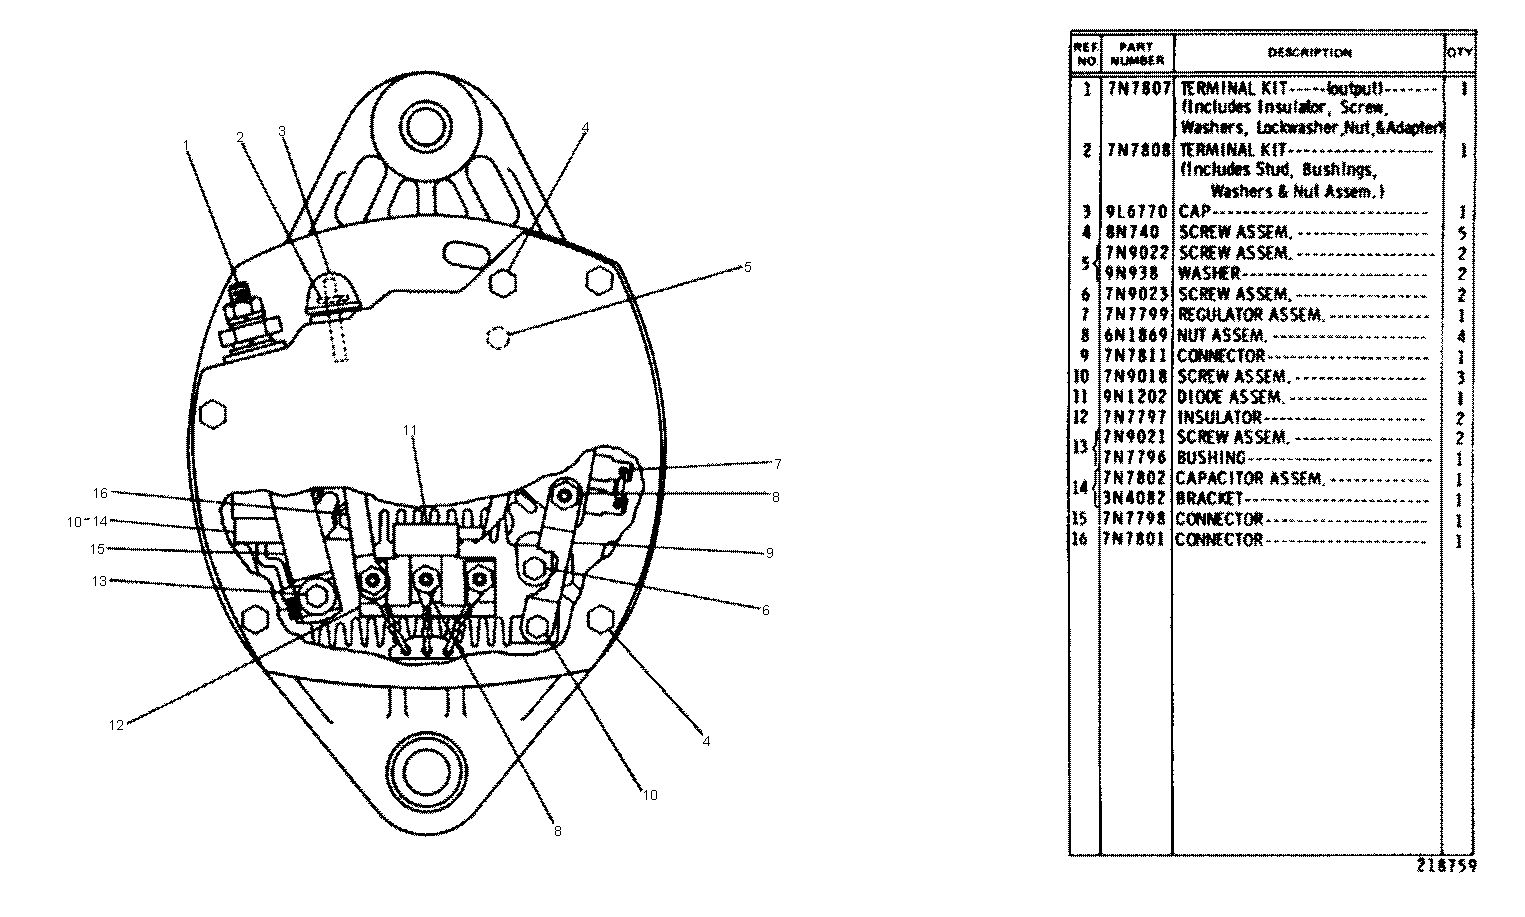 1
2
3
4
5
11
7
16
8
10-14
15
9
13
6
12
4
10
8
REF NO PART NUMBER DESCRIPTION QTY
1 7N7807 TERMINAL KIT-----(output)------- 1
(Includes Insulator, Screw,
Washers, Lockwasher,Nut,&Adapter)
2 7N7808 TERMINAL KIT-------------------- 1
(Includes Stud, Bushings,
Washers & Nut Assem.)
3 9L6770 CAP------------------------------ 1
4 8N740 SCREW ASSEM.------------------- 5
5 { 7N9022 SCREW ASSEM.------------------- 2
9N938 WASHER-------------------------- 2
6 7N9023 SCREW ASSEM.------------------- 2
7 7N7799 REGULATOR ASSEM.--------------- 1
8 6N1869 NUT ASSEM.---------------------- 4
9 7N7811 CONNECTOR---------------------- 1
10 7N9018 SCREW ASSEM.------------------- 3
11 9N1202 DIODE ASSEM.------------------- 1
12 7N7797 INSULATOR----------------------- 2
13 { 7N9021 SCREW ASSEM.------------------- 2
7N7796 BUSHING-------------------------- 1
14 { 7N7802 CAPACITOR ASSEM.--------------- 1
3N4082 BRACKET------------------------- 1
15 7N7798 CONNECTOR----------------------- 1
16 7N7801 CONNECTOR----------------------- 1
218759